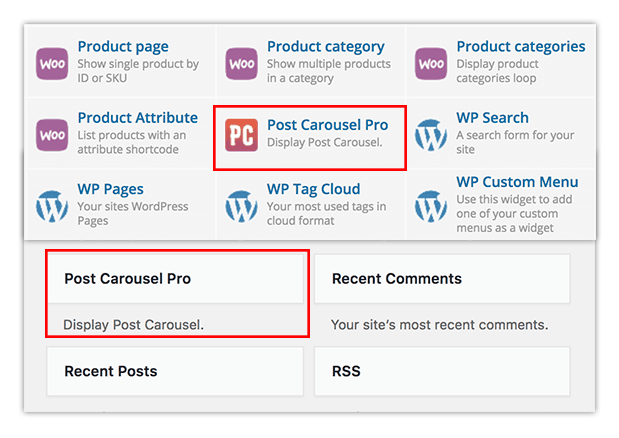 WOO Product page
Show single product by
ID or SKU
WOO Product category
Show multiple products
in a category
WOO Product categories
Display product
categories loop
WOO Product Attribute
List products with an
attribute shortcode
PC Post Carousel Pro
Display Post Carousel.
WP Search
A search form for your
site
WP Pages
Your sites WordPress
Pages
WP Tag Cloud
Your most used tags in
cloud format
WP Custom Menu
Use this widget to add
one of your custom
menus as a widget
Post Carousel Pro
Recent Comments
Display Post Carousel.
Your site’s most recent comments.
Recent Posts
RSS